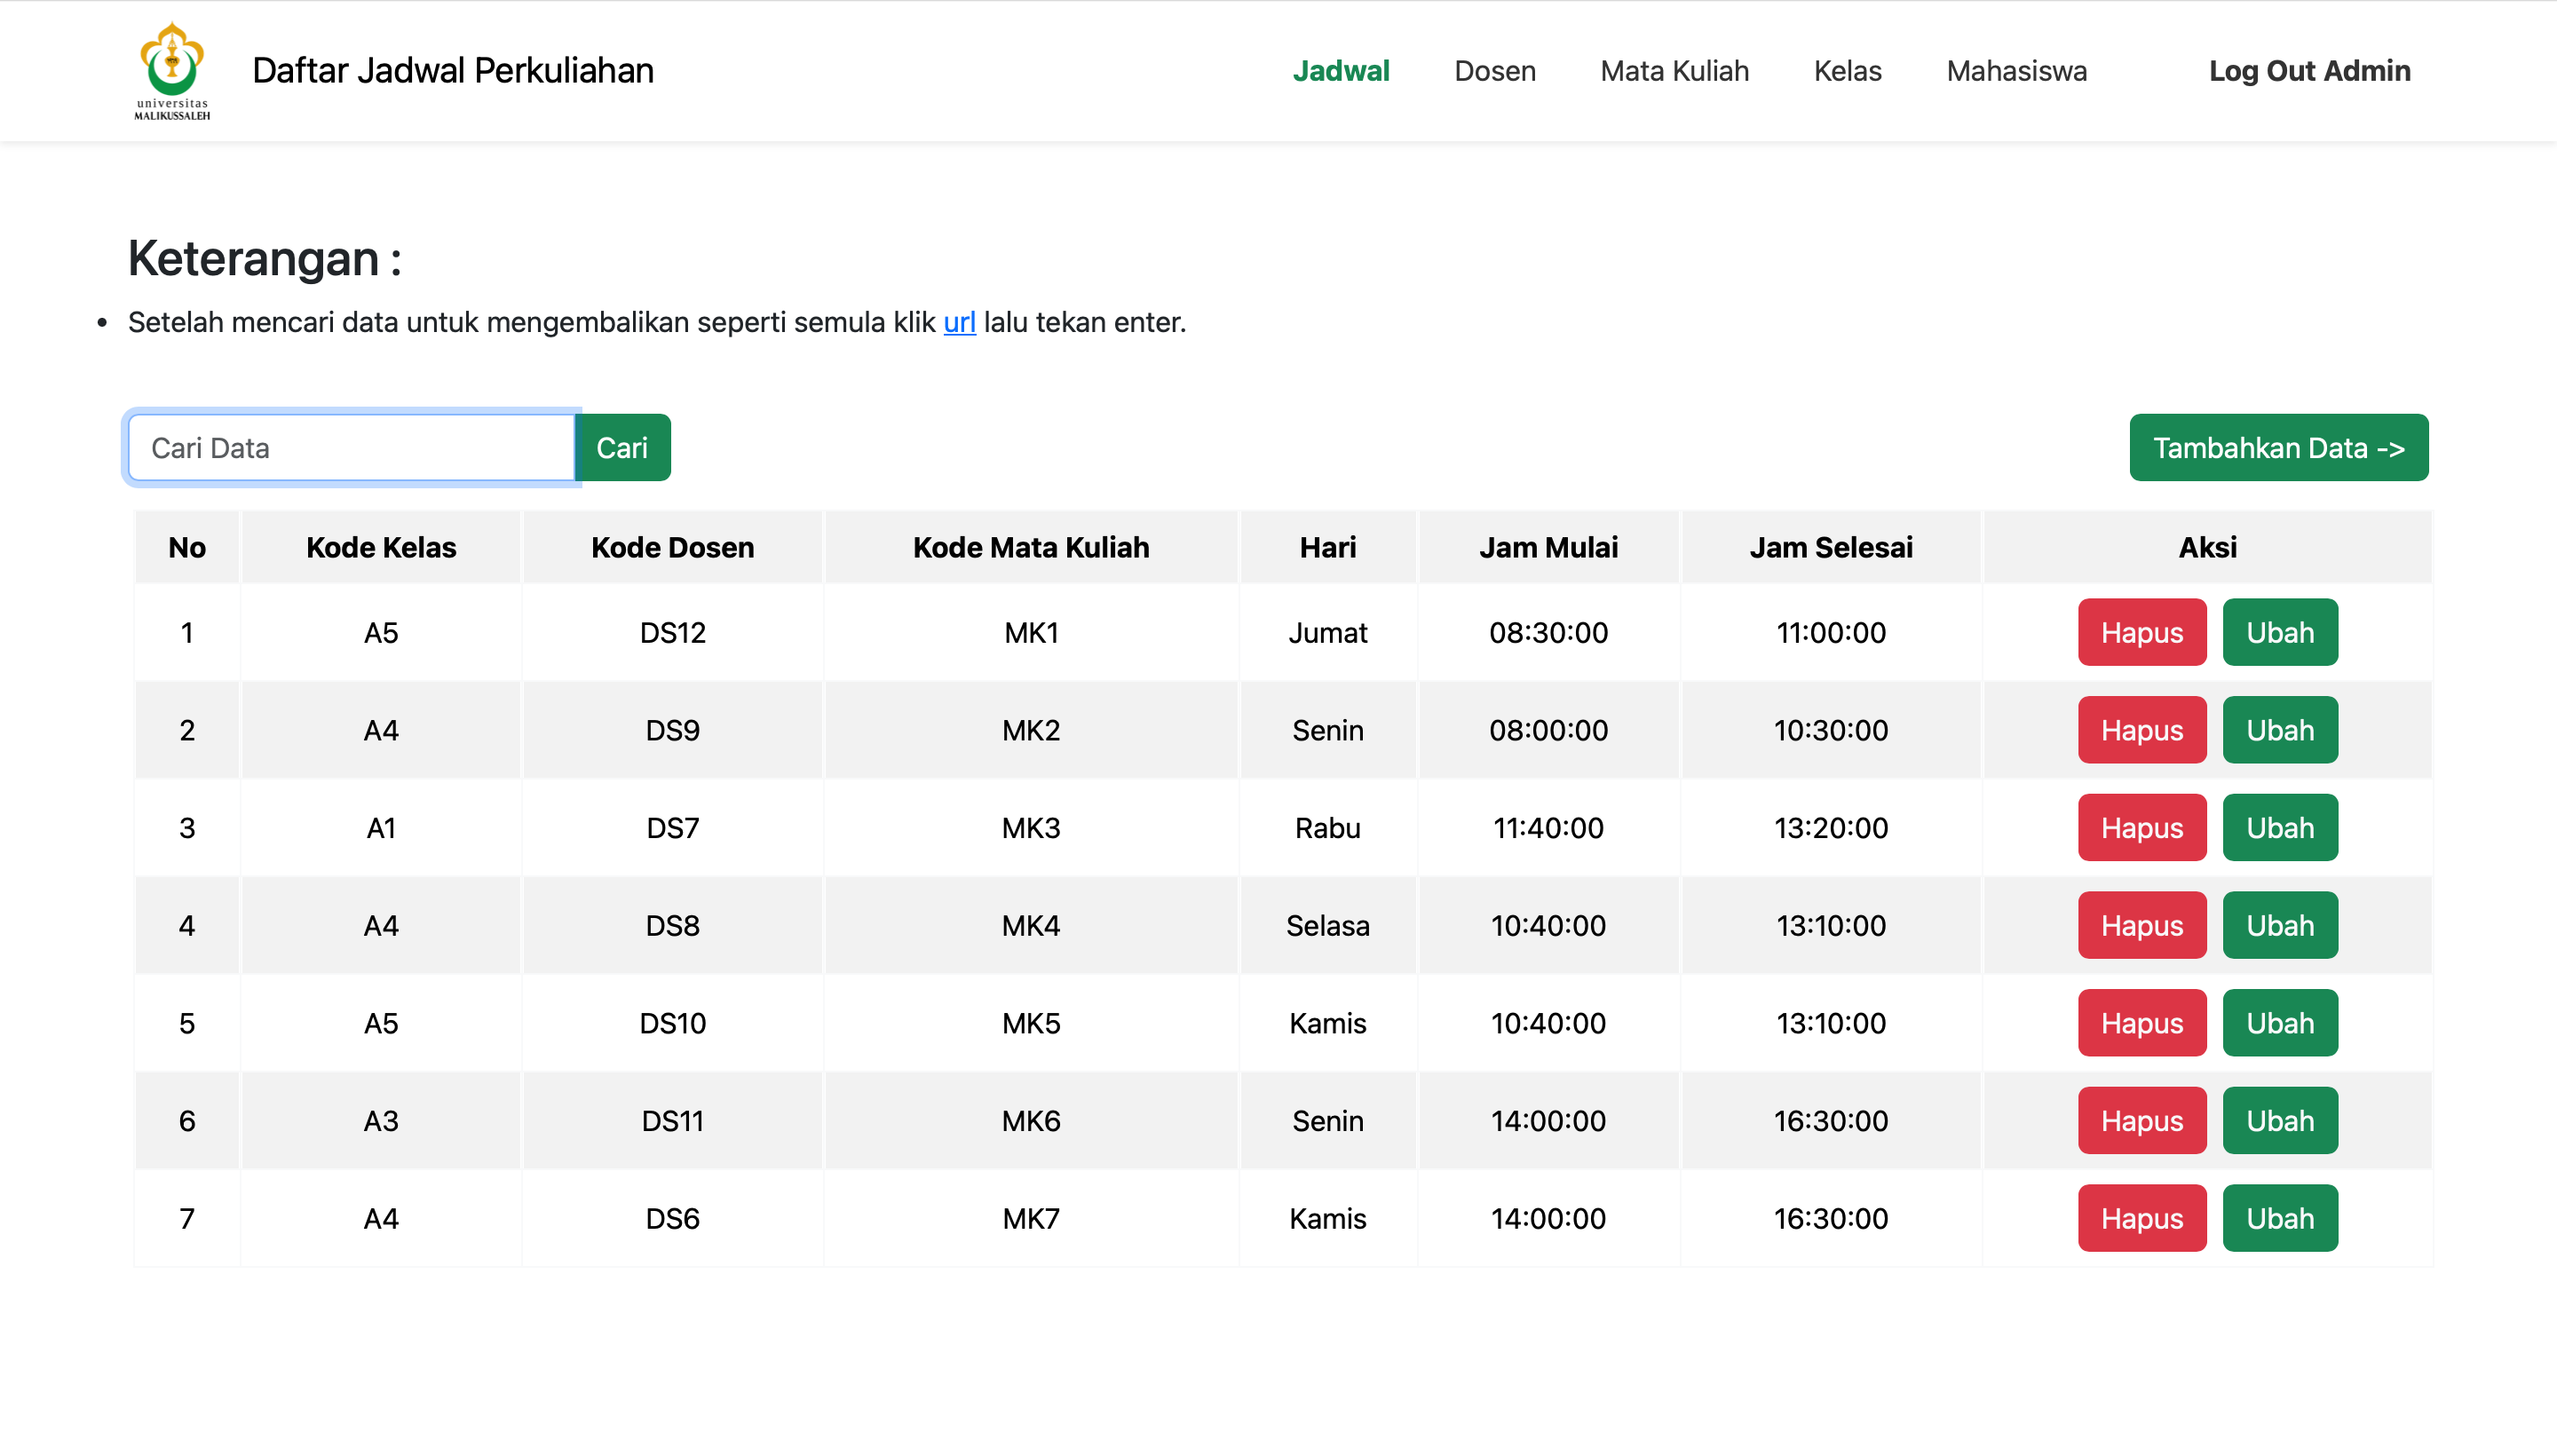 universitas
MALIKUSSALEH
Daftar Jadwal Perkuliahan
Jadwal Dosen Mata Kuliah Kelas Mahasiswa Log Out Admin
Keterangan :
• Setelah mencari data untuk mengembalikan seperti semula klik url lalu tekan enter.
Cari Data Cari Tambahkan Data ->
No Kode Kelas Kode Dosen Kode Mata Kuliah Hari Jam Mulai Jam Selesai Aksi
1 A5 DS12 MK1 Jumat 08:30:00 11:00:00 Hapus Ubah
2 A4 DS9 MK2 Senin 08:00:00 10:30:00 Hapus Ubah
3 A1 DS7 MK3 Rabu 11:40:00 13:20:00 Hapus Ubah
4 A4 DS8 MK4 Selasa 10:40:00 13:10:00 Hapus Ubah
5 A5 DS10 MK5 Kamis 10:40:00 13:10:00 Hapus Ubah
6 A3 DS11 MK6 Senin 14:00:00 16:30:00 Hapus Ubah
7 A4 DS6 MK7 Kamis 14:00:00 16:30:00 Hapus Ubah